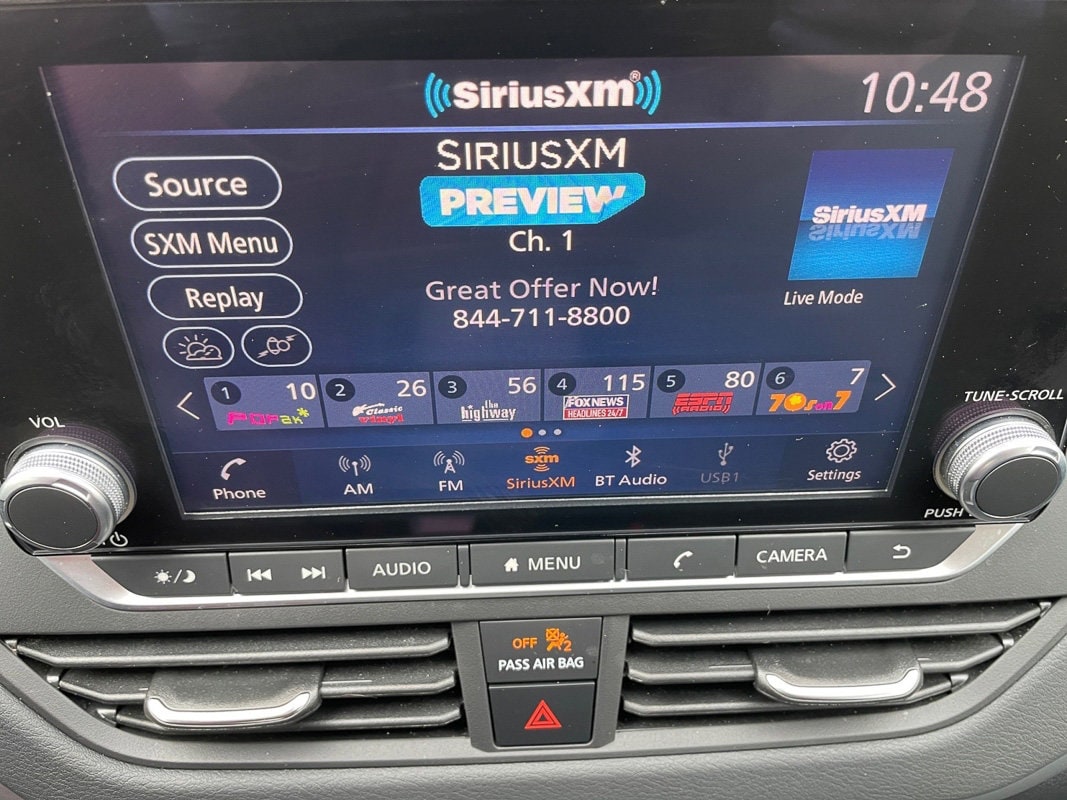 SiriusXM®
10:48
SIRIUSXM
PREVIEW
Ch. 1
Great Offer Now!
844-711-8800
Source
SXM Menu
Replay
SiriusXM
Live Mode
1 10
2 26
Classic Vinyl
3 56
the highway
4 115
FOX NEWS
HEADLINES 24/7
5 80
ESPN
RADIO
6 7
70s on 7
VOL
TUNE·SCROLL
Phone
AM
FM
sxm
SiriusXM
BT Audio
USB1
Settings
PUSH
AUDIO
MENU
CAMERA
OFF 2
PASS AIR BAG